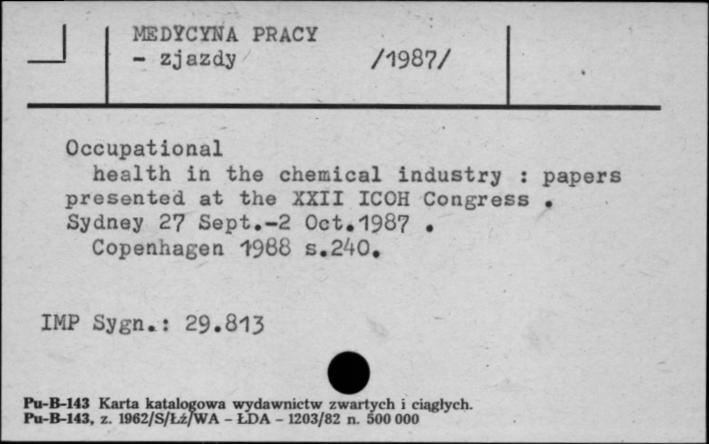 MEDYCYNA PRACY
- zjazdy /1987/
Occupational
health in the chemical industry : papers
presented at the XXII ICOH Congress .
Sydney 27 Sept.-2 Oct.1987 .
Copenhagen 1988 s.240.
IMP Sygn.: 29.813
Pu-B-143 Karta katalogowa wydawnictw zwartych i ciągłych.
Pu-B-143, z. 1962/S/Łż/WA - ŁDA - 1203/82 n. 500 000